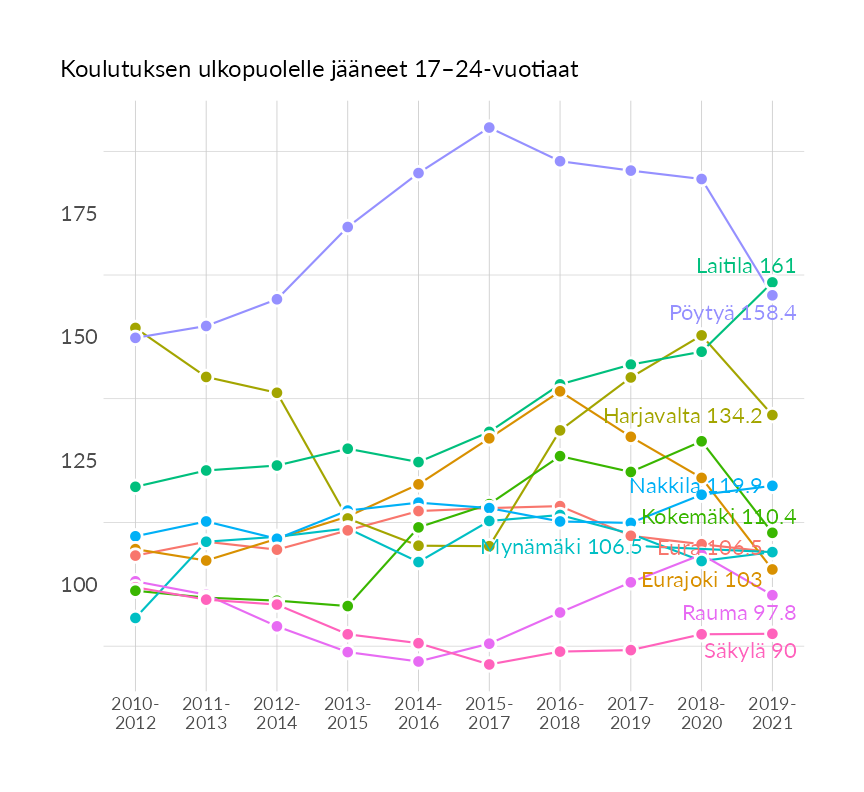 Koulutuksen ulkopuolelle jääneet 17–24-vuotiaat
175
150
125
100
Laitila 161
Pöytyä 158.4
Harjavalta 134.2
Nakkila 119.9
Kokemäki 110.4
Mynämäki 106.5
Eura 106.5
Eurajoki 103
Rauma 97.8
Säkylä 90
2010-
2012
2011-
2013
2012-
2014
2013-
2015
2014-
2016
2015-
2017
2016-
2018
2017-
2019
2018-
2020
2019-
2021